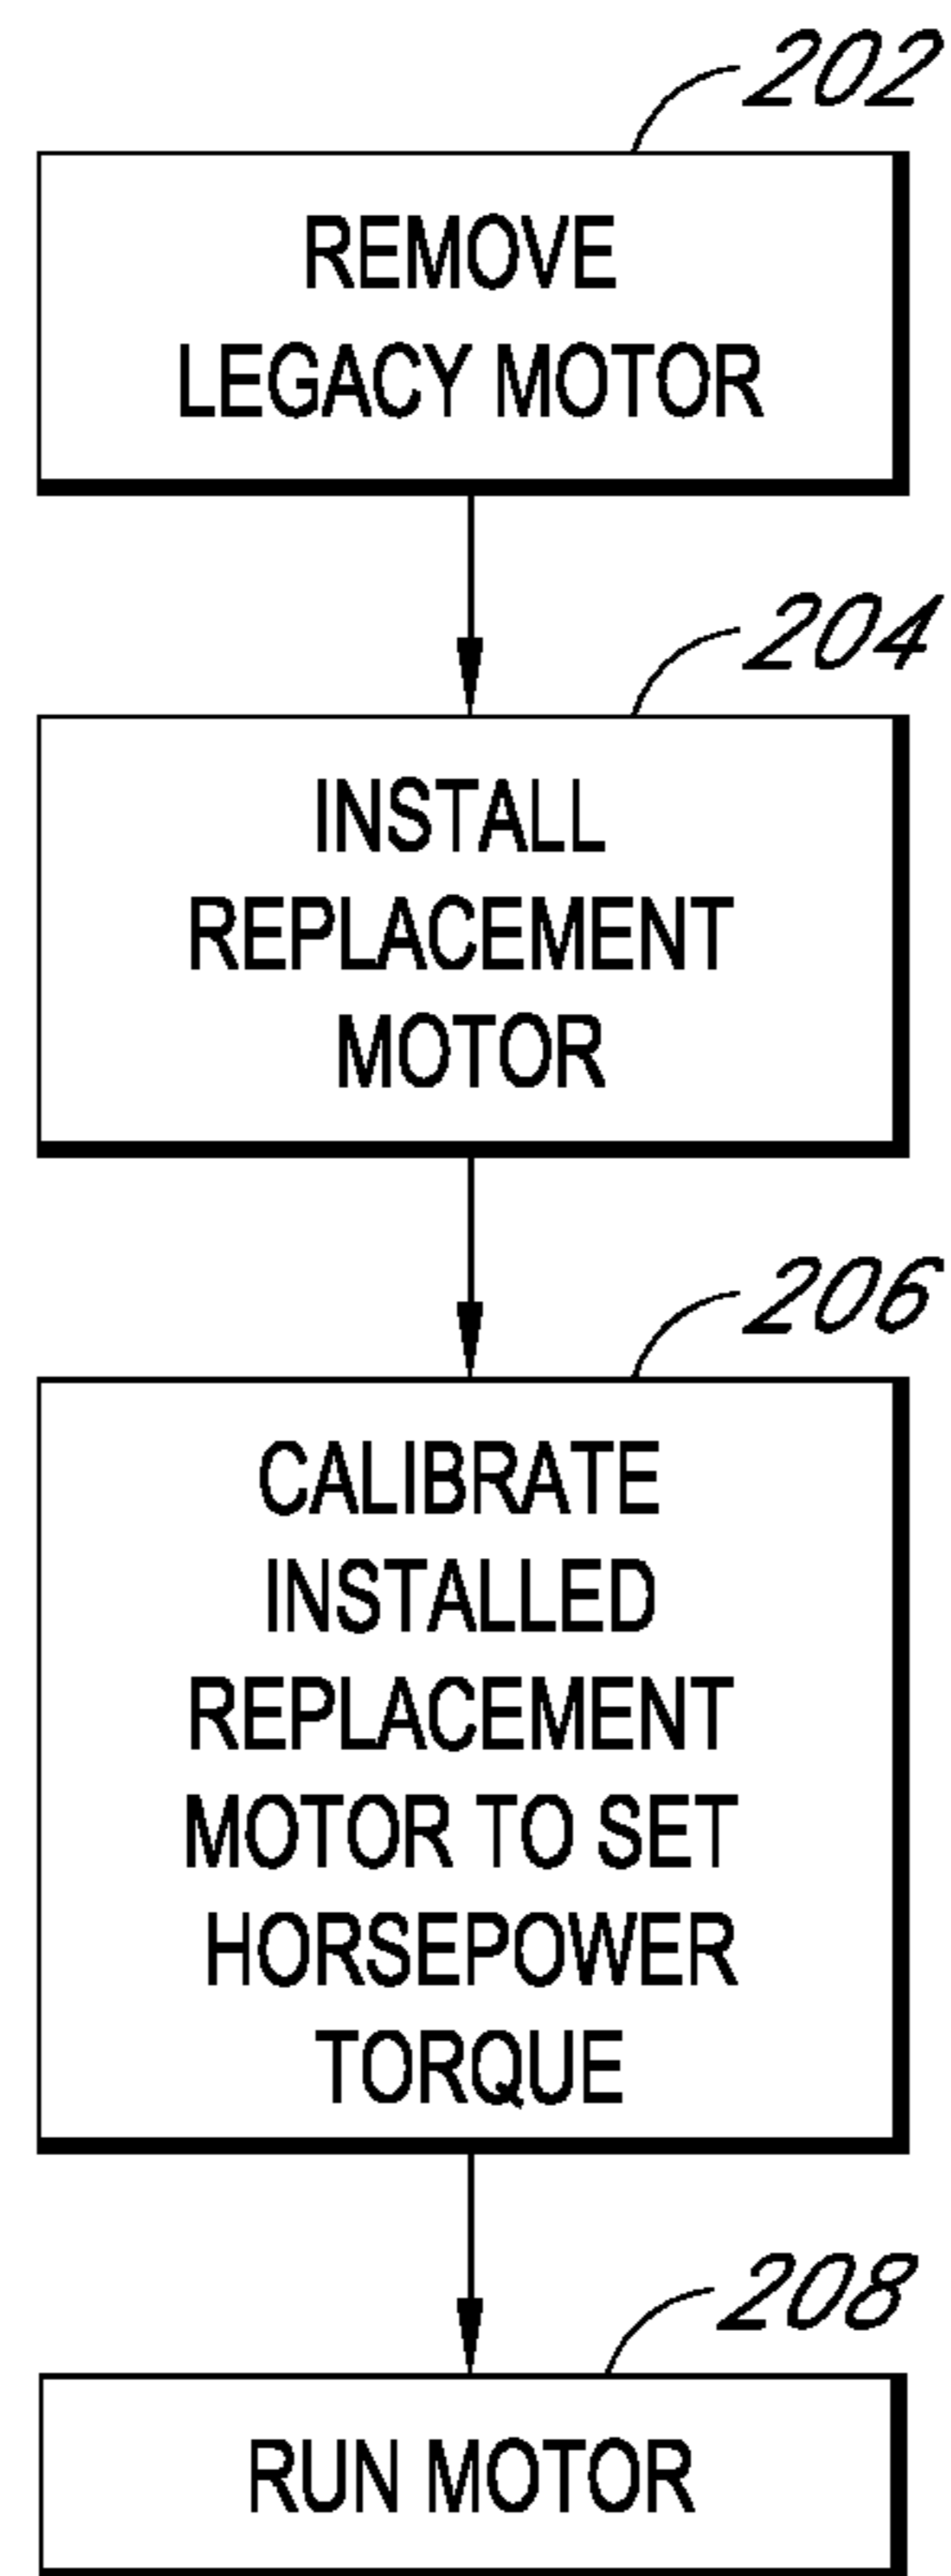 202
REMOVE
LEGACY MOTOR
204
INSTALL
REPLACEMENT
MOTOR
206
CALIBRATE
INSTALLED
REPLACEMENT
MOTOR TO SET
HORSEPOWER
TORQUE
208
RUN MOTOR